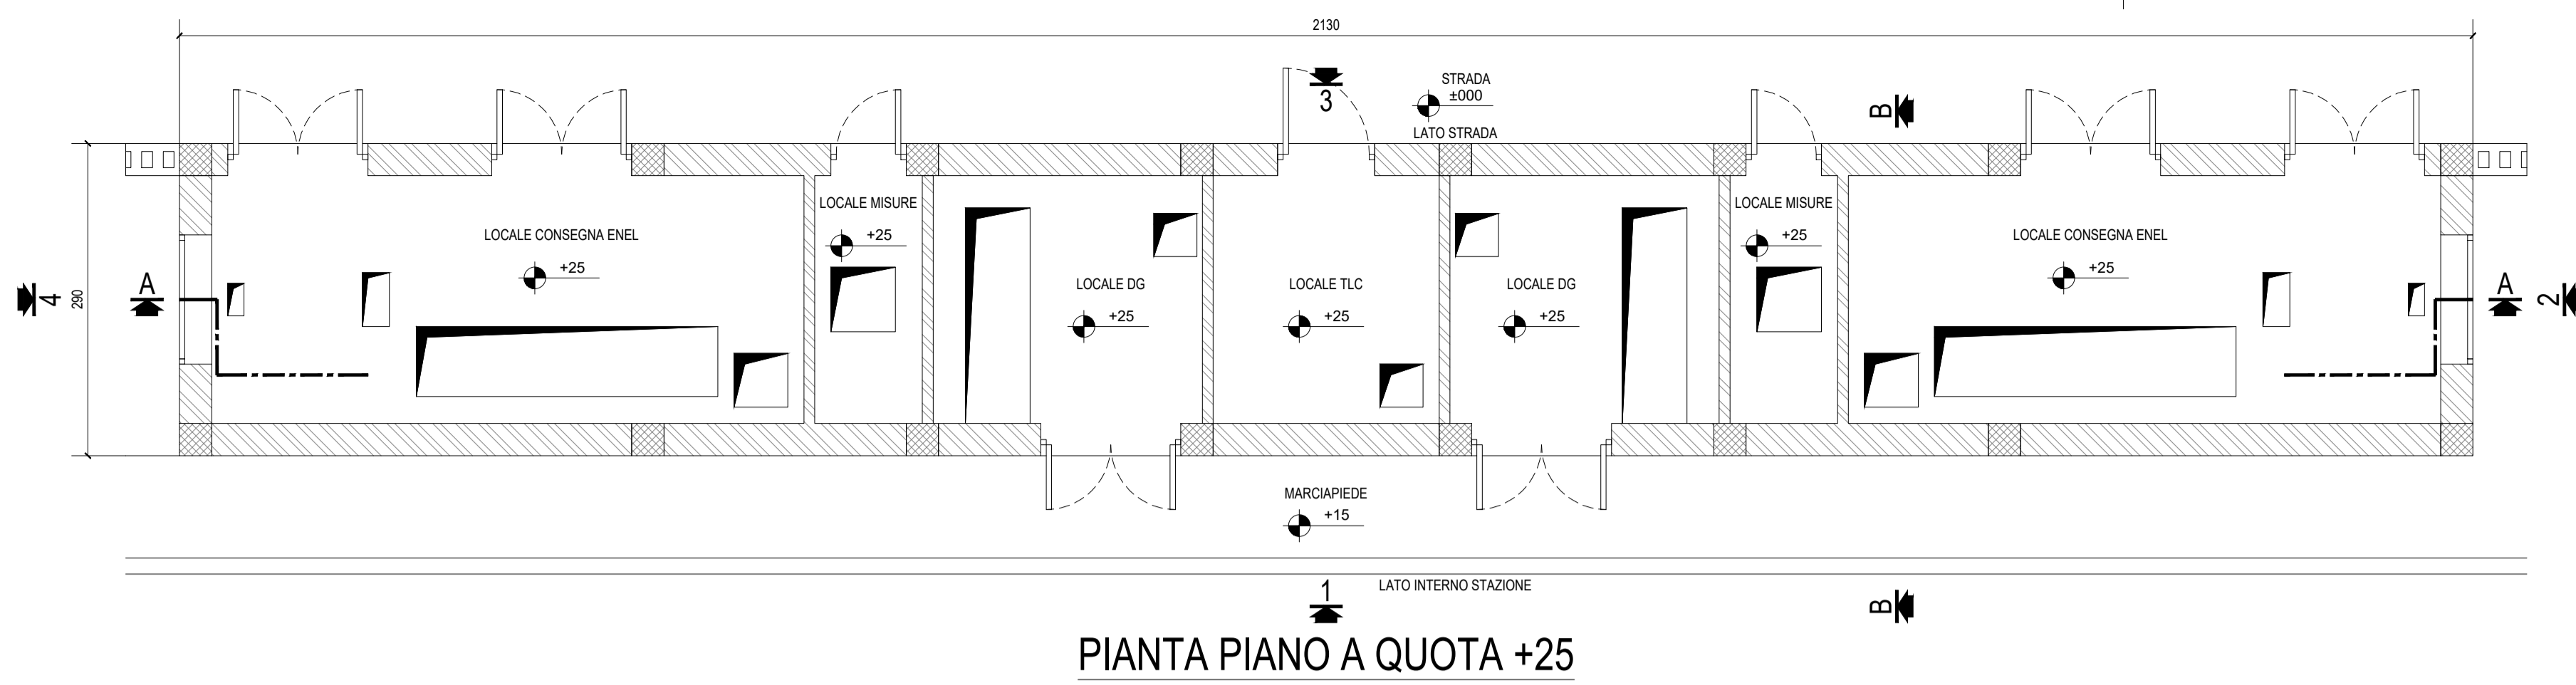 2130
3
STRADA
±000
LATO STRADA
B
LOCALE MISURE
+25
LOCALE MISURE
+25
LOCALE CONSEGNA ENEL
+25
LOCALE CONSEGNA ENEL
+25
4
290
A
LOCALE DG
+25
LOCALE TLC
+25
LOCALE DG
+25
A
2
MARCIAPIEDE
+15
1
LATO INTERNO STAZIONE
B
PIANTA PIANO A QUOTA +25